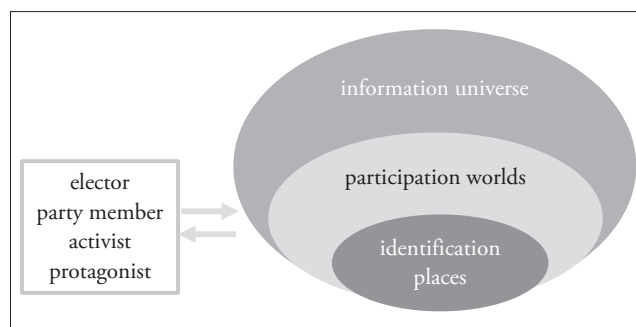 information universe
participation worlds
identification
places
elector
party member
activist
protagonist